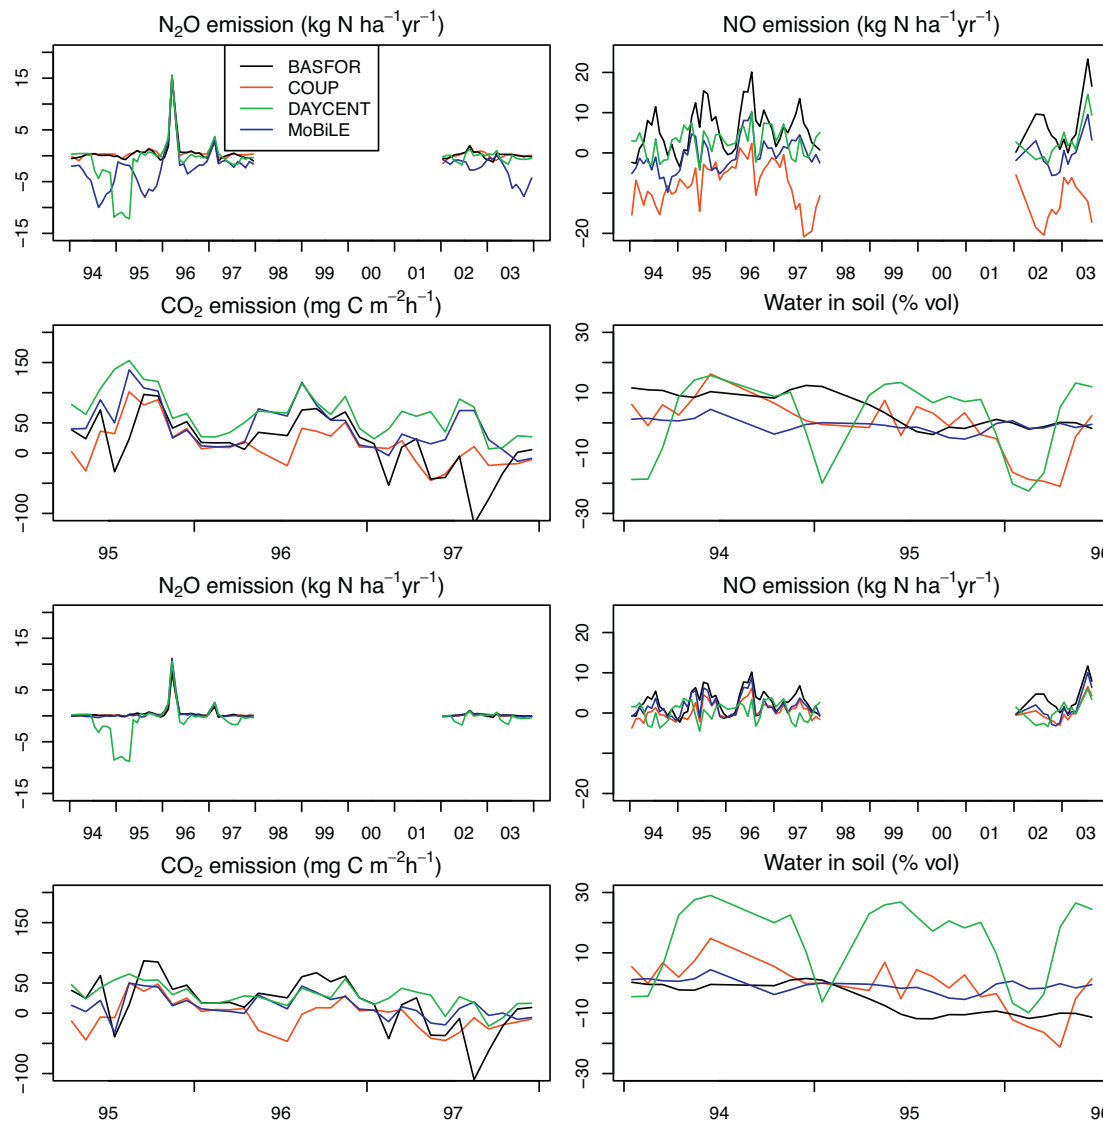 N₂O emission (kg N ha⁻¹yr⁻¹)
15
5
−5
−15
BASFOR
COUP
DAYCENT
MoBiLE
94 95 96 97 98 99 00 01 02 03
NO emission (kg N ha⁻¹yr⁻¹)
20
10
0
−20
94 95 96 97 98 99 00 01 02 03
CO₂ emission (mg C m⁻²h⁻¹)
150
50
0
−100
95 96 97
Water in soil (% vol)
30
10
−10
−30
94 95 96
N₂O emission (kg N ha⁻¹yr⁻¹)
15
5
−5
−15
94 95 96 97 98 99 00 01 02 03
NO emission (kg N ha⁻¹yr⁻¹)
20
10
0
−20
94 95 96 97 98 99 00 01 02 03
CO₂ emission (mg C m⁻²h⁻¹)
150
50
0
−100
95 96 97
Water in soil (% vol)
30
10
−10
−30
94 95 96